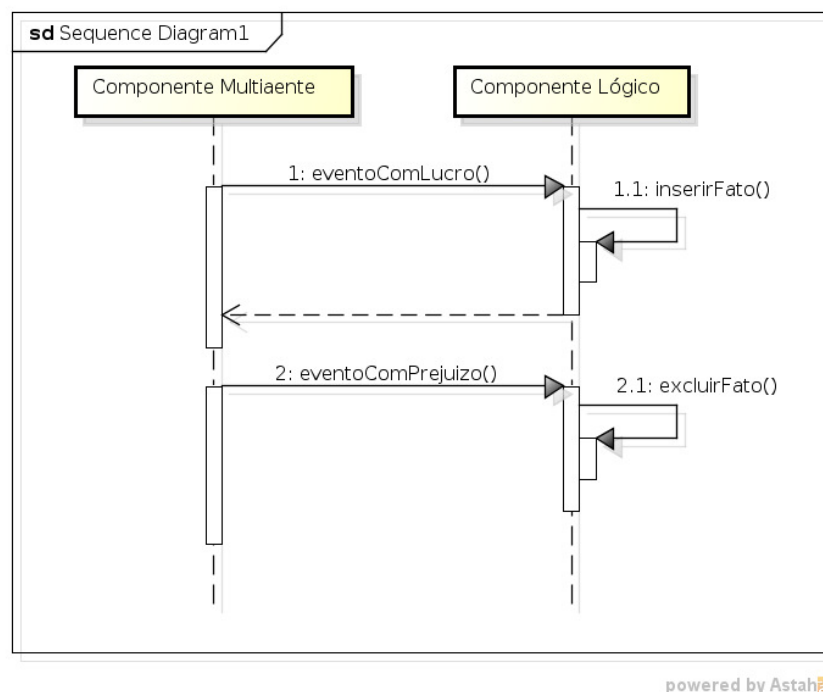 sd Sequence Diagram1
Componente Multiaente
Componente Lógico
1: eventoComLucro()
1.1: inserirFato()
2: eventoComPrejuizo()
2.1: excluirFato()
powered by Astah